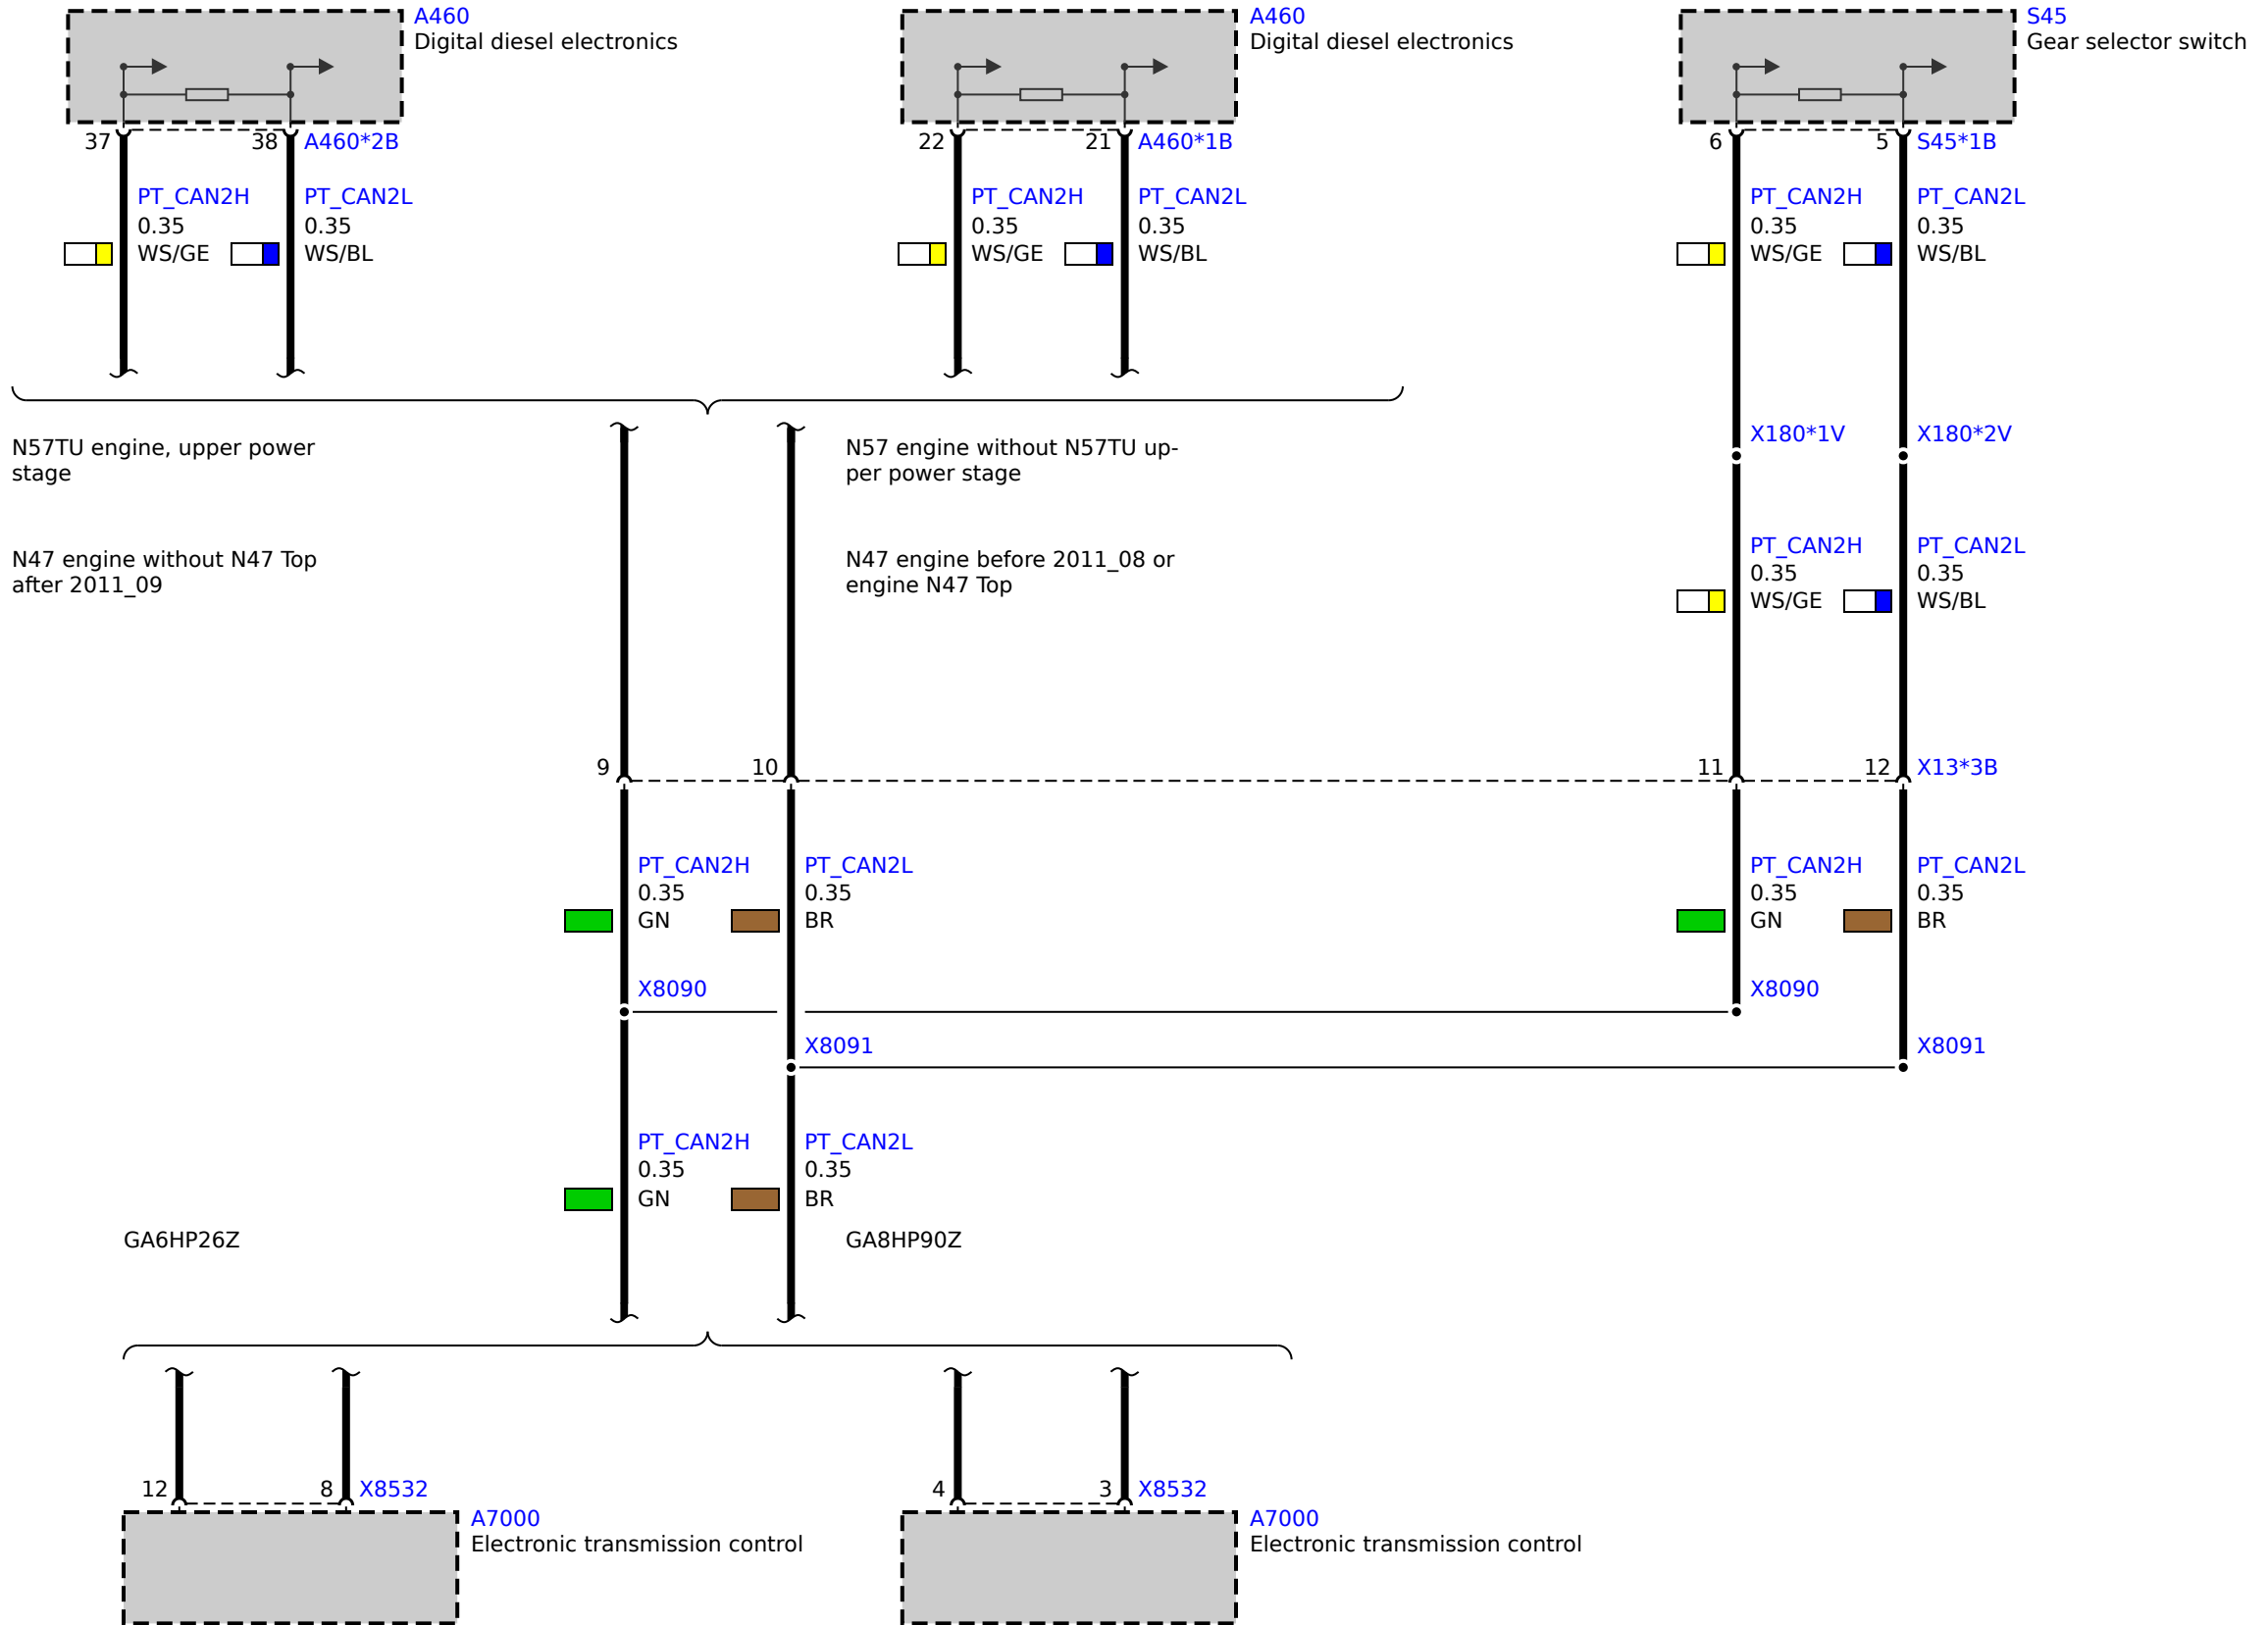 A460
Digital diesel electronics
A460
Digital diesel electronics
S45
Gear selector switch
37
38
A460*2B
22
21
A460*1B
6
5
S45*1B
PT_CAN2H
0.35
WS/GE
PT_CAN2L
0.35
WS/BL
PT_CAN2H
0.35
WS/GE
PT_CAN2L
0.35
WS/BL
PT_CAN2H
0.35
WS/GE
PT_CAN2L
0.35
WS/BL
N57TU engine, upper power
stage
N57 engine without N57TU up-
per power stage
X180*1V
X180*2V
N47 engine without N47 Top
after 2011_09
N47 engine before 2011_08 or
engine N47 Top
PT_CAN2H
0.35
WS/GE
PT_CAN2L
0.35
WS/BL
9
10
11
12
X13*3B
PT_CAN2H
0.35
GN
PT_CAN2L
0.35
BR
PT_CAN2H
0.35
GN
PT_CAN2L
0.35
BR
X8090
X8090
X8091
X8091
PT_CAN2H
0.35
GN
PT_CAN2L
0.35
BR
GA6HP26Z
GA8HP90Z
12
8
X8532
4
3
X8532
A7000
Electronic transmission control
A7000
Electronic transmission control